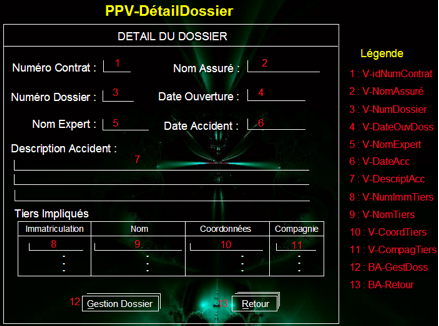 PPV-DétailDossier
DETAIL DU DOSSIER
Numéro Contrat : 1 Nom Assuré : 2
Numéro Dossier : 3 Date Ouverture : 4
Nom Expert : 5 Date Accident : 6
Description Accident : 7
Tiers Impliqués
Immatriculation Nom Coordonnées Compagnie
8 9 10 11
12 Gestion Dossier 13 Retour
Légende
1 : V-idNumContrat
2 : V-NomAssuré
3 : V-NumDossier
4 : V-DateOuvDoss
5 : V-NomExpert
6 : V-DateAcc
7 : V-DescriptAcc
8 : V-NumImmTiers
9 : V-NomTiers
10 : V-CoordTiers
11 : V-CompagTiers
12 : BA-GestDoss
13 : BA-Retour